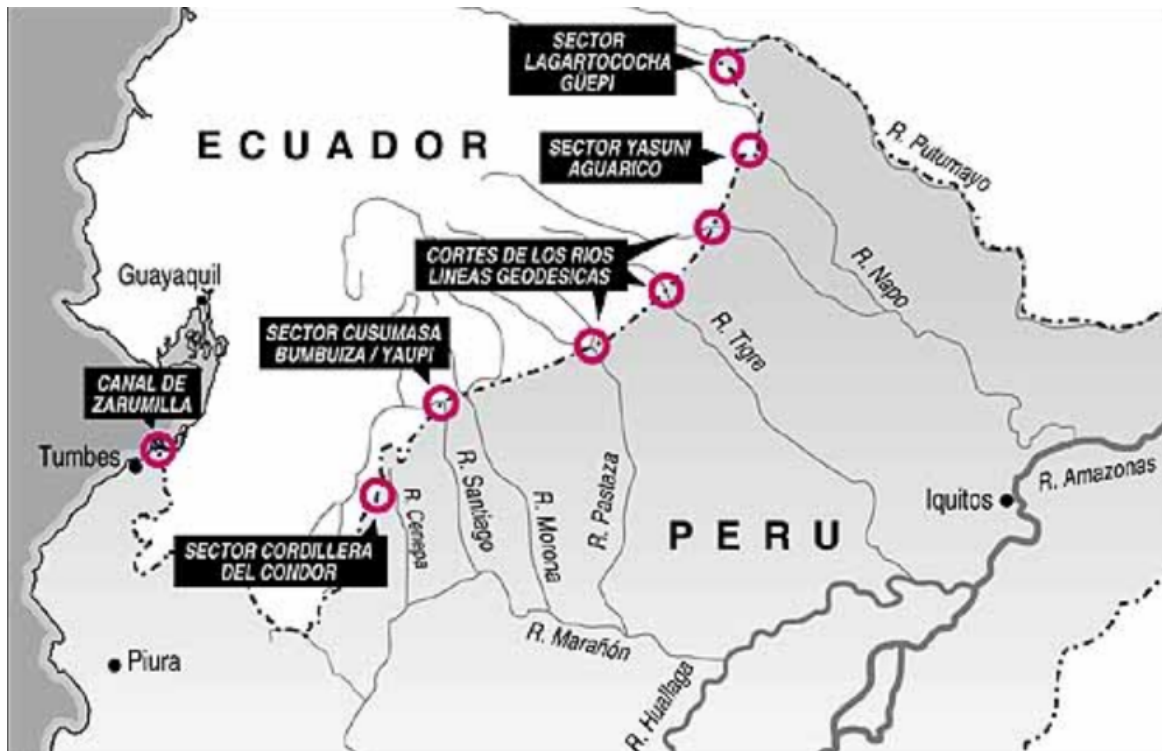 SECTOR
LAGARTOCOCHA
GÜEPI
ECUADOR
R. Putumayo
SECTOR YASUNI
AGUARICO
CORTES DE LOS RIOS
LINEAS GEODESICAS
R. Napo
Guayaquil
SECTOR CUSUMASA
BUMBUIZA / YAUPI
R. Tigre
CANAL DE
ZARUMILLA
Tumbes
R. Cenepa
R. Santiago
R. Morona
R. Pastaza
R. Amazonas
Iquitos
PERU
SECTOR CORDILLERA
DEL CONDOR
R. Marañón
Piura
R. Huallaga